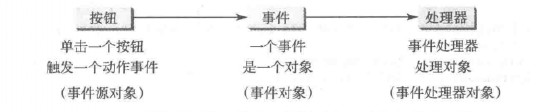 按钮 事件 处理器
单击一个按钮 一个事件 事件处理器
触发一个动作事件 是一个对象 处理对象
（事件源对象） （事件对象） （事件处理器对象）